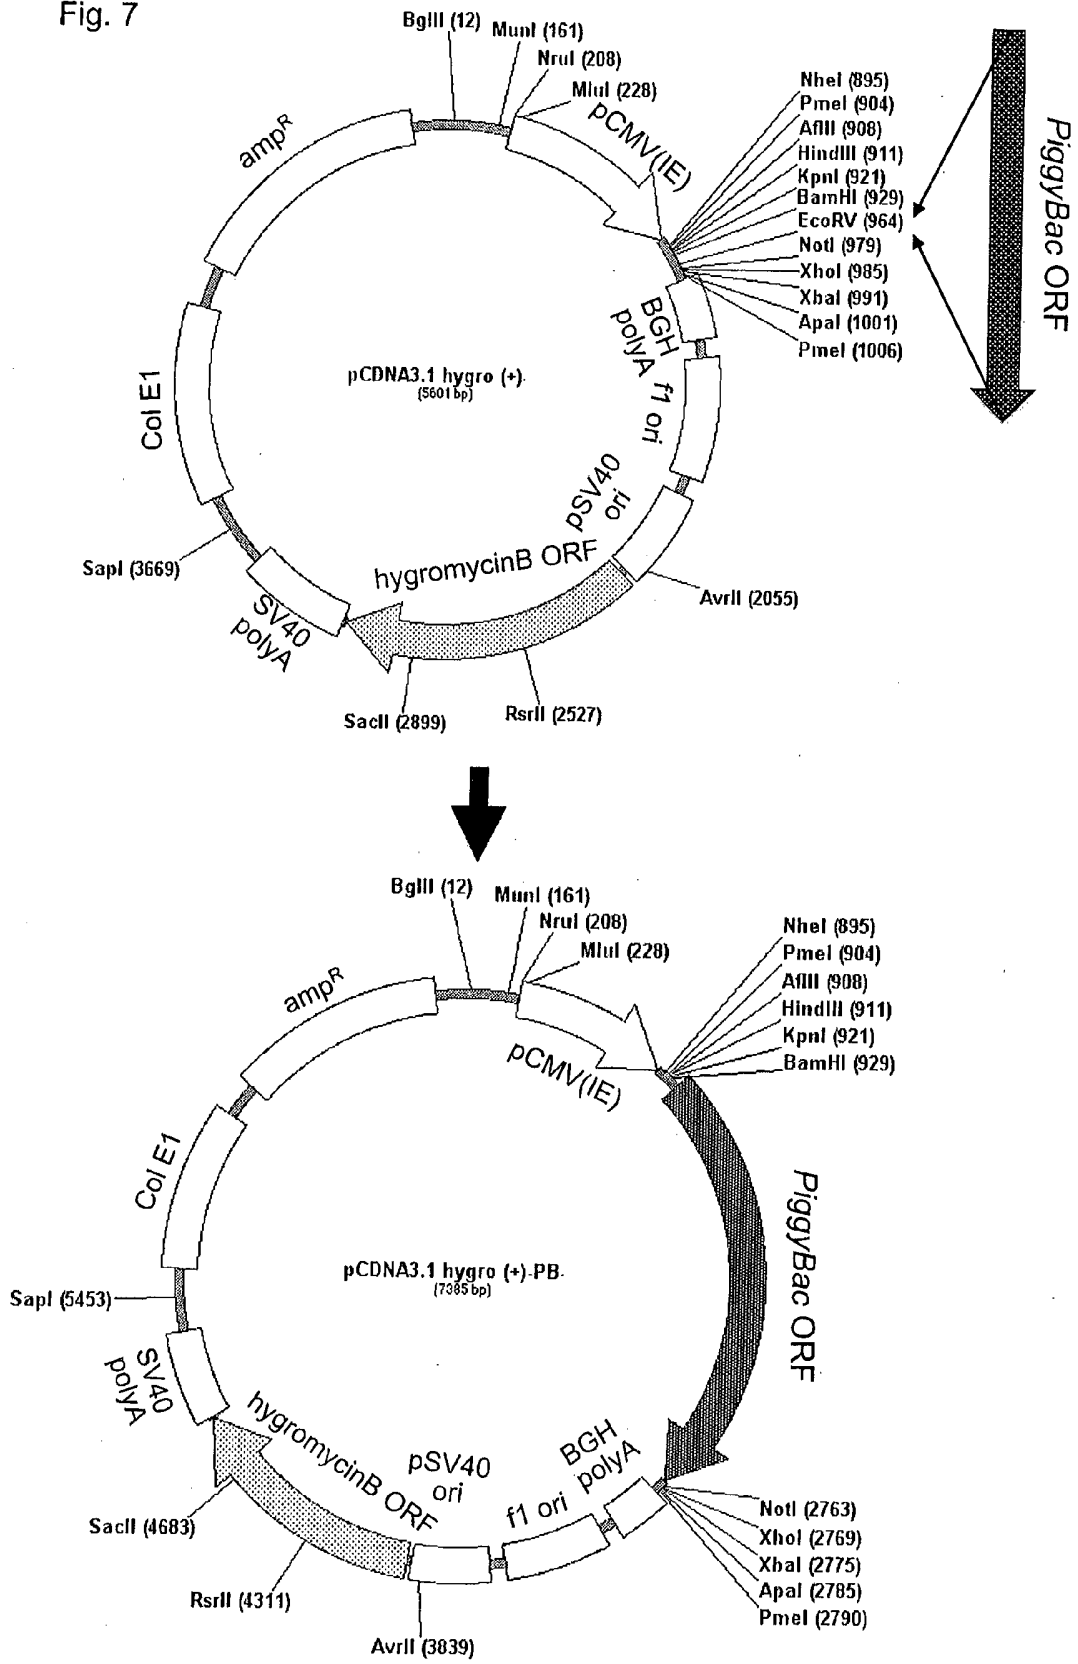 Fig. 7
BglII (12)
MunI (161)
NruI (208)
MluI (228)
pCMV(IE)
NheI (895)
PmeI (904)
AflII (908)
HindIII (911)
KpnI (921)
BamHI (929)
EcoRV (964)
NotI (979)
XhoI (985)
XbaI (991)
ApaI (1001)
PmeI (1006)
PiggyBac ORF
ampR
BGH
polyA
pCDNA3.1 hygro (+)
(5601 bp)
f1 ori
Col E1
pSV40
ori
hygromycinB ORF
SapI (3669)
AvrII (2055)
SV40
polyA
SacII (2899)
RsrII (2527)
BglII (12)
MunI (161)
NruI (208)
MluI (228)
NheI (895)
PmeI (904)
AflII (908)
HindIII (911)
KpnI (921)
BamHI (929)
ampR
pCMV(IE)
Col E1
PiggyBac ORF
pCDNA3.1 hygro (+)-PB-
(7385 bp)
SapI (5453)
SV40
polyA
hygromycinB ORF
pSV40
ori
f1 ori
BGH
polyA
NotI (2763)
XhoI (2769)
XbaI (2775)
ApaI (2785)
PmeI (2790)
SacII (4683)
RsrII (4311)
AvrII (3839)